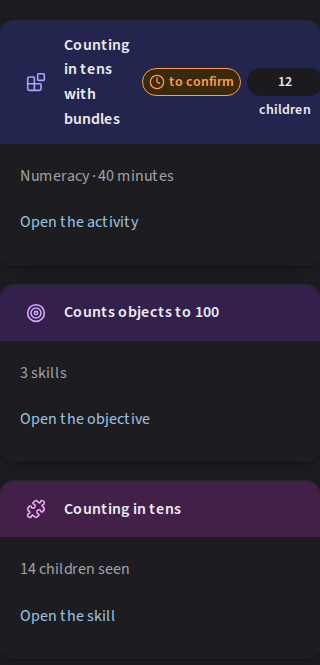 Counting
in tens
with
bundles
to confirm
12
children
Numeracy · 40 minutes
Open the activity
Counts objects to 100
3 skills
Open the objective
Counting in tens
14 children seen
Open the skill